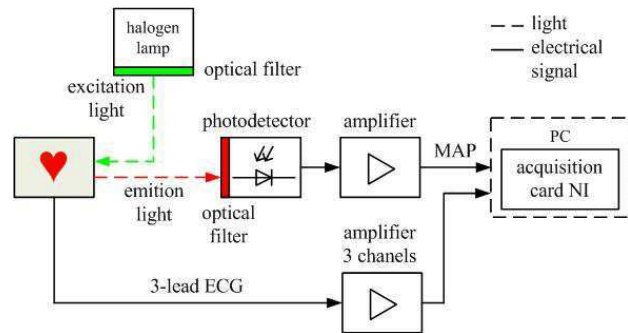 halogen
lamp
optical filter
excitation
light
light
electrical
signal
photodetector
amplifier
MAP
PC
acquisition
card NI
emition
light
optical
filter
amplifier
3 chanels
3-lead ECG